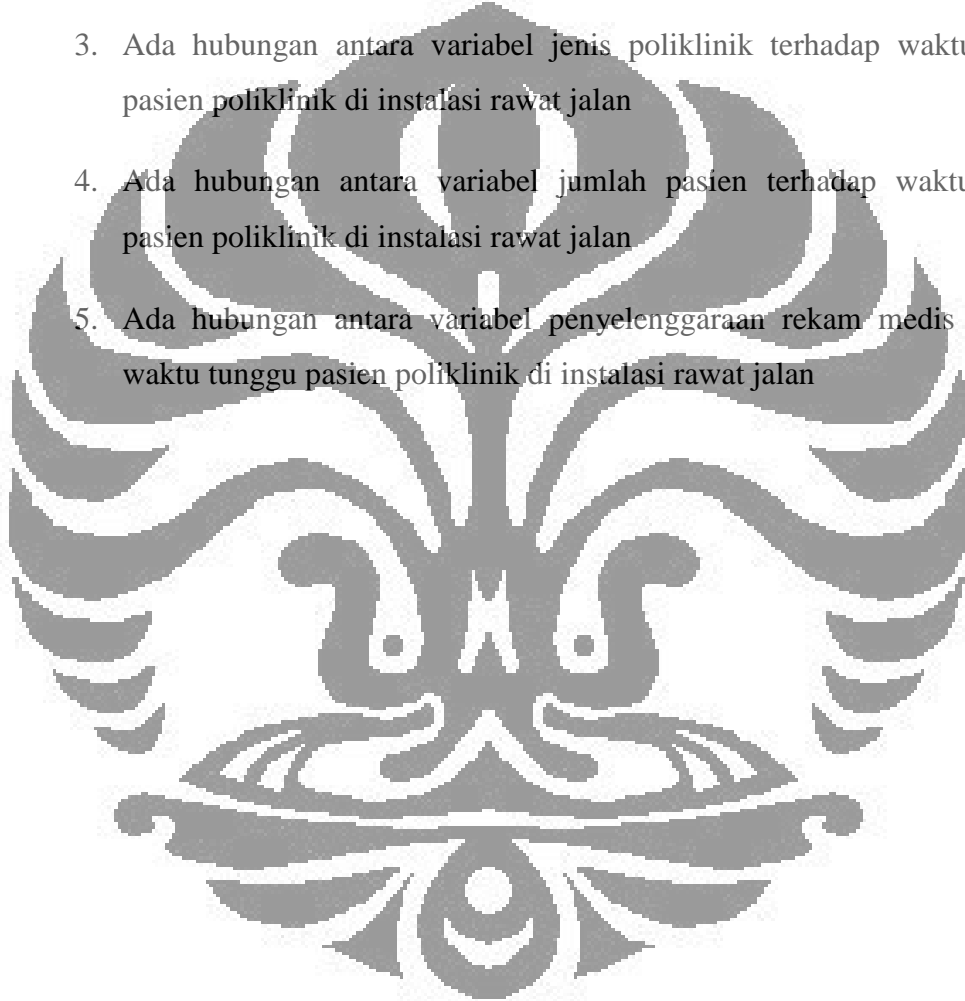 3. Ada hubungan antara variabel jenis poliklinik terhadap waktu
pasien poliklinik di instalasi rawat jalan
4. Ada hubungan antara variabel jumlah pasien terhadap waktu
pasien poliklinik di instalasi rawat jalan
5. Ada hubungan antara variabel penyelenggaraan rekam medis
waktu tunggu pasien poliklinik di instalasi rawat jalan